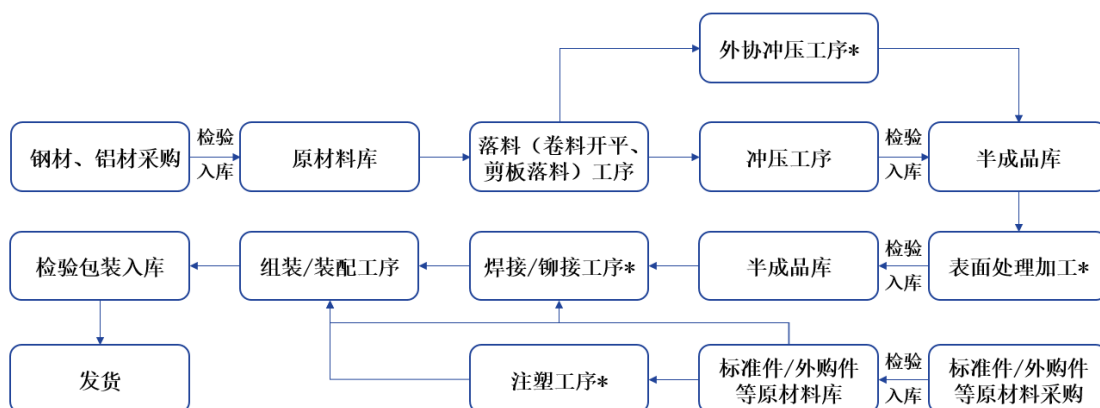 外协冲压工序*
钢材、铝材采购
检验
入库
原材料库
落料（卷料开平、
剪板落料）工序
冲压工序
检验
入库
半成品库
检验包装入库
组装/装配工序
焊接/铆接工序*
半成品库
检验
入库
表面处理加工*
发货
注塑工序*
标准件/外购件
等原材料库
检验
入库
标准件/外购件
等原材料采购